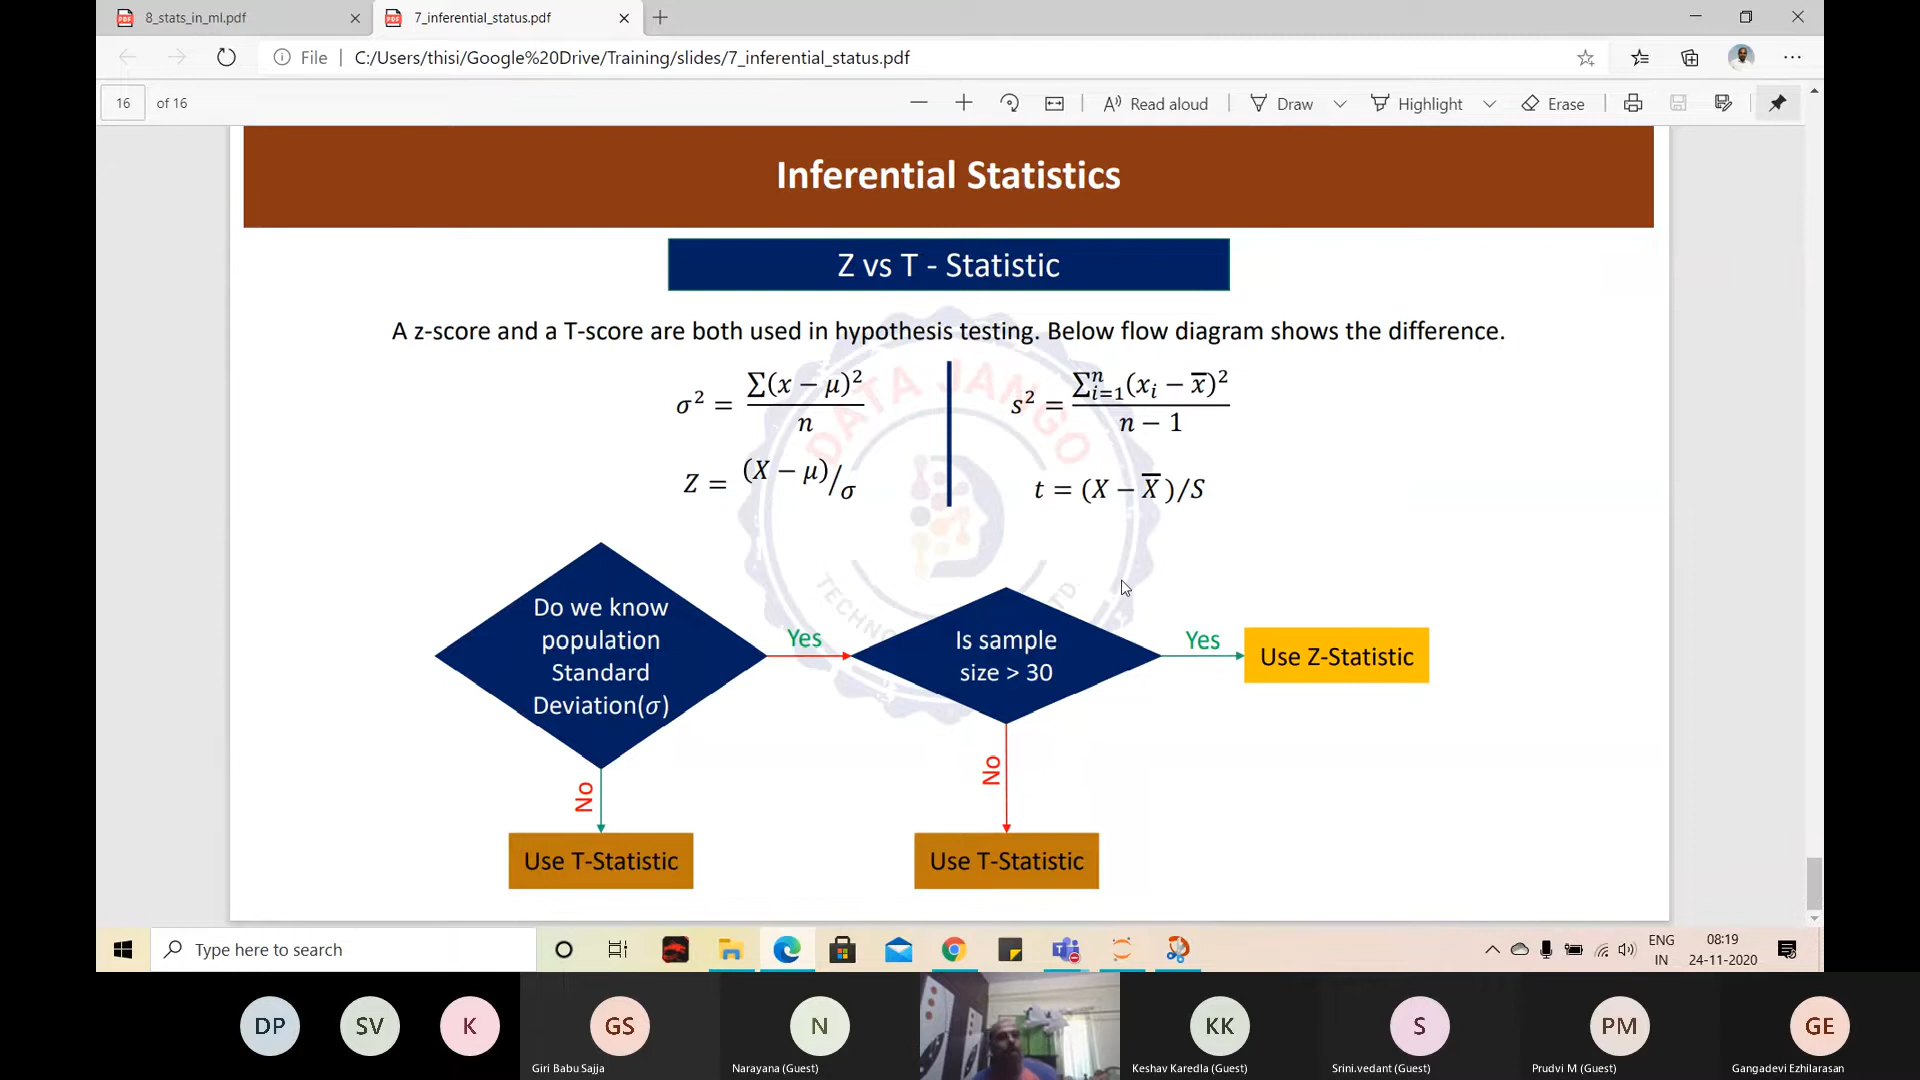 8_stats_in_ml.pdf
7_inferential_status.pdf
File
C:/Users/thisi/Google%20Drive/Training/slides/7_inferential_status.pdf
16 of 16
Read aloud
Draw
Highlight
Erase
Inferential Statistics
Z vs T - Statistic
A z-score and a T-score are both used in hypothesis testing. Below flow diagram shows the difference.
σ² = ∑(x − μ)² / n
s² = ∑ⁿᵢ₌₁(xᵢ − x̅)² / n − 1
Z = (X − μ)/σ
t = (X − X̅)/S
DATA JANGO
Do we know
population
Standard
Deviation(σ)
Yes
Is sample
size > 30
Yes
Use Z-Statistic
No
No
Use T-Statistic
Use T-Statistic
Type here to search
ENG
IN
08:19
24-11-2020
DP
SV
K
GS
N
KK
S
PM
GE
Giri Babu Sajja
Narayana (Guest)
Keshav Karedla (Guest)
Srini.vedant (Guest)
Prudvi M (Guest)
Gangadevi Ezhilarasan